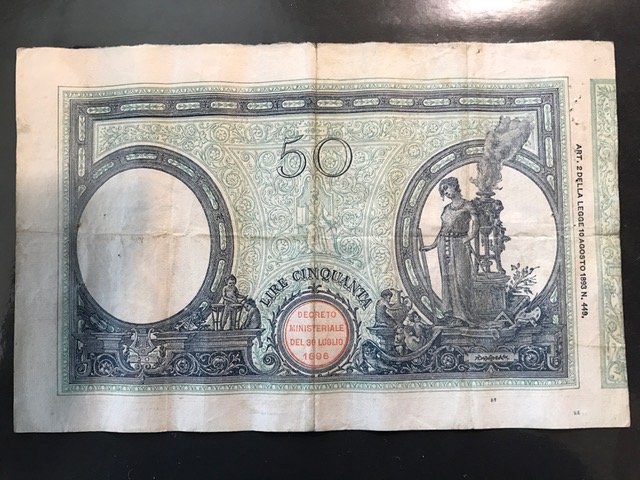 50
LIRE CINQUANTA
DECRETO
MINISTERIALE
DEL 30 LUGLIO
1896
ART. 2 DELLA LEGGE 10 AGOSTO 1893 N. 449.